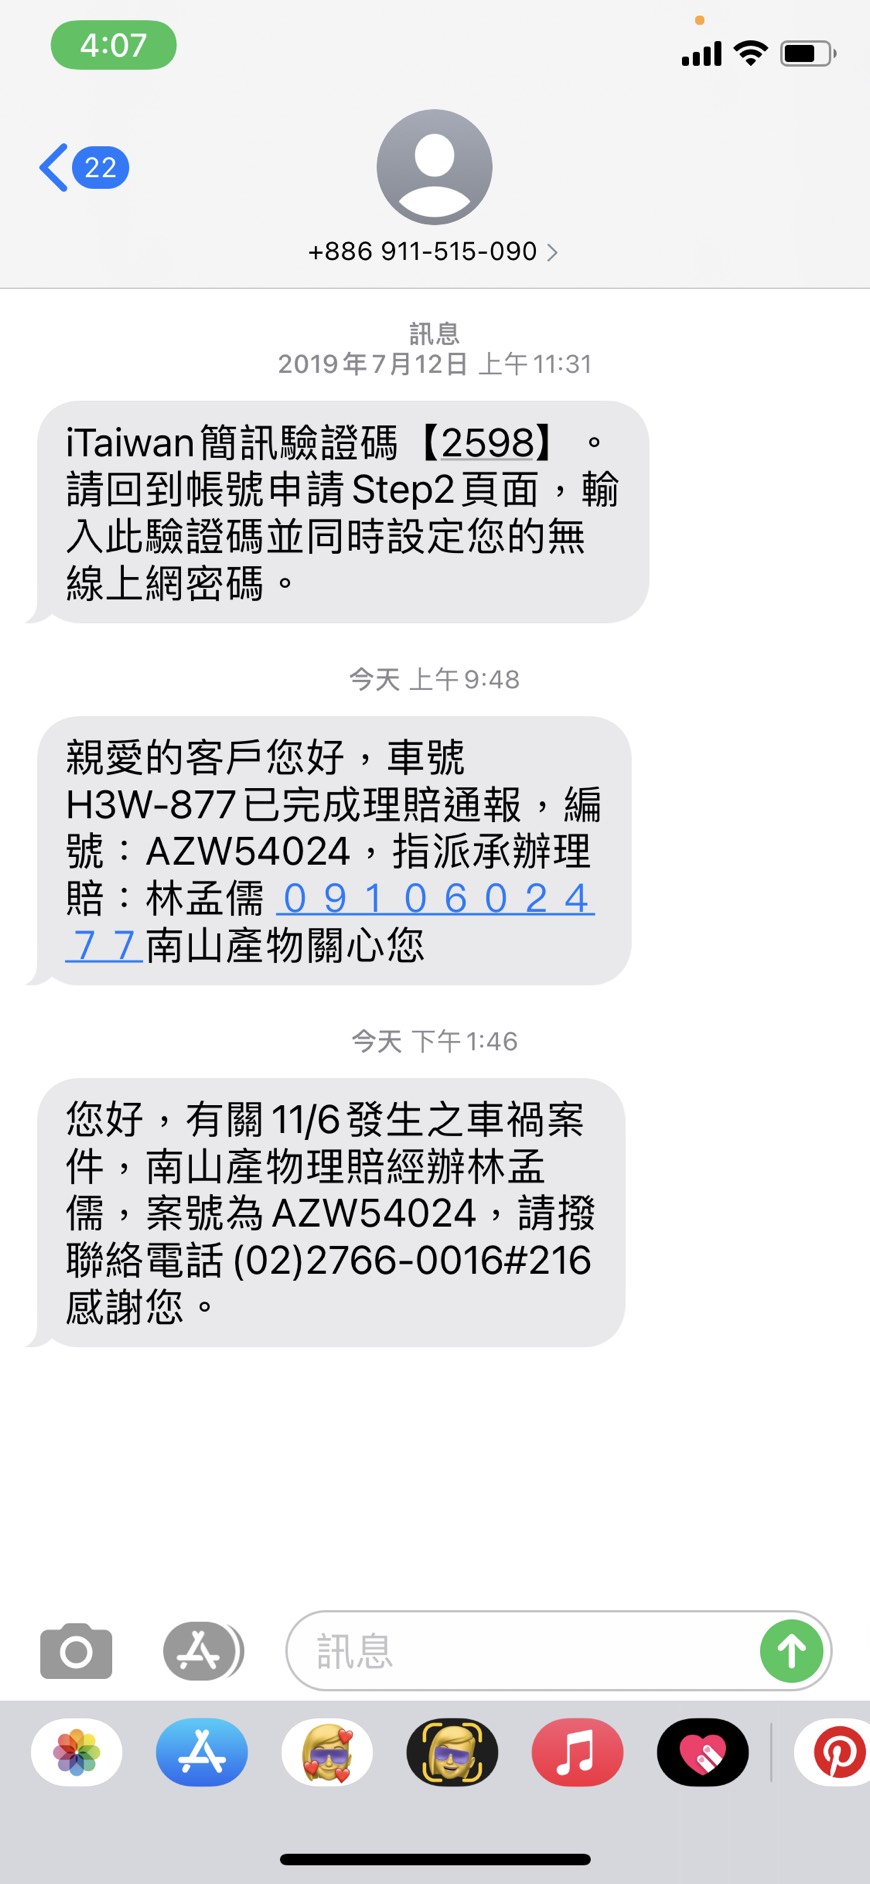 4:07
22
+886 911-515-090
訊息
2019年7月12日 上午11:31
iTaiwan簡訊驗證碼【2598】。
請回到帳號申請Step2頁面，輸
入此驗證碼並同時設定您的無
線上網密碼。
今天 上午9:48
親愛的客戶您好，車號
H3W-877已完成理賠通報，編
號：AZW54024，指派承辦理
賠：林孟儒０９１０６０２４
７７南山產物關心您
今天 下午1:46
您好，有關11/6發生之車禍案
件，南山產物理賠經辦林孟
儒，案號為AZW54024，請撥
聯絡電話(02)2766-0016#216
感謝您。
訊息